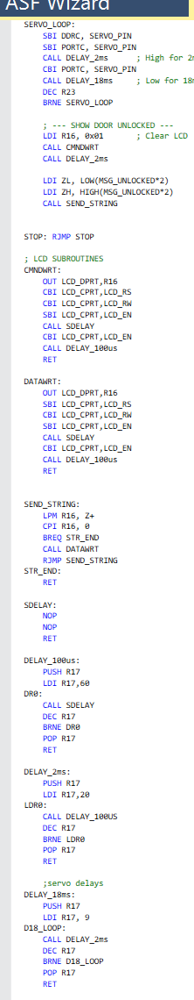 ASF Wizard
SERVO_LOOP:
SBI DDRC, SERVO_PIN
SBI PORTC, SERVO_PIN
CALL DELAY_2ms ; High for 2m
CBI PORTC, SERVO_PIN
CALL DELAY_18ms ; Low for 18m
DEC R23
BRNE SERVO_LOOP
; --- SHOW DOOR UNLOCKED ---
LDI R16, 0x01 ; Clear LCD
CALL CMNDWRT
CALL DELAY_2ms
LDI ZL, LOW(MSG_UNLOCKED*2)
LDI ZH, HIGH(MSG_UNLOCKED*2)
CALL SEND_STRING
STOP: RJMP STOP
; LCD SUBROUTINES
CMNDWRT:
OUT LCD_DPRT,R16
CBI LCD_CPRT,LCD_RS
CBI LCD_CPRT,LCD_RW
SBI LCD_CPRT,LCD_EN
CALL SDELAY
CBI LCD_CPRT,LCD_EN
CALL DELAY_100us
RET
DATAWRT:
OUT LCD_DPRT,R16
SBI LCD_CPRT,LCD_RS
CBI LCD_CPRT,LCD_RW
SBI LCD_CPRT,LCD_EN
CALL SDELAY
CBI LCD_CPRT,LCD_EN
CALL DELAY_100us
RET
SEND_STRING:
LPM R16, Z+
CPI R16, 0
BREQ STR_END
CALL DATAWRT
RJMP SEND_STRING
STR_END:
RET
SDELAY:
NOP
NOP
RET
DELAY_100us:
PUSH R17
LDI R17,60
DR0:
CALL SDELAY
DEC R17
BRNE DR0
POP R17
RET
DELAY_2ms:
PUSH R17
LDI R17,20
LDR0:
CALL DELAY_100US
DEC R17
BRNE LDR0
POP R17
RET
;servo delays
DELAY_18ms:
PUSH R17
LDI R17, 9
D18_LOOP:
CALL DELAY_2ms
DEC R17
BRNE D18_LOOP
POP R17
RET